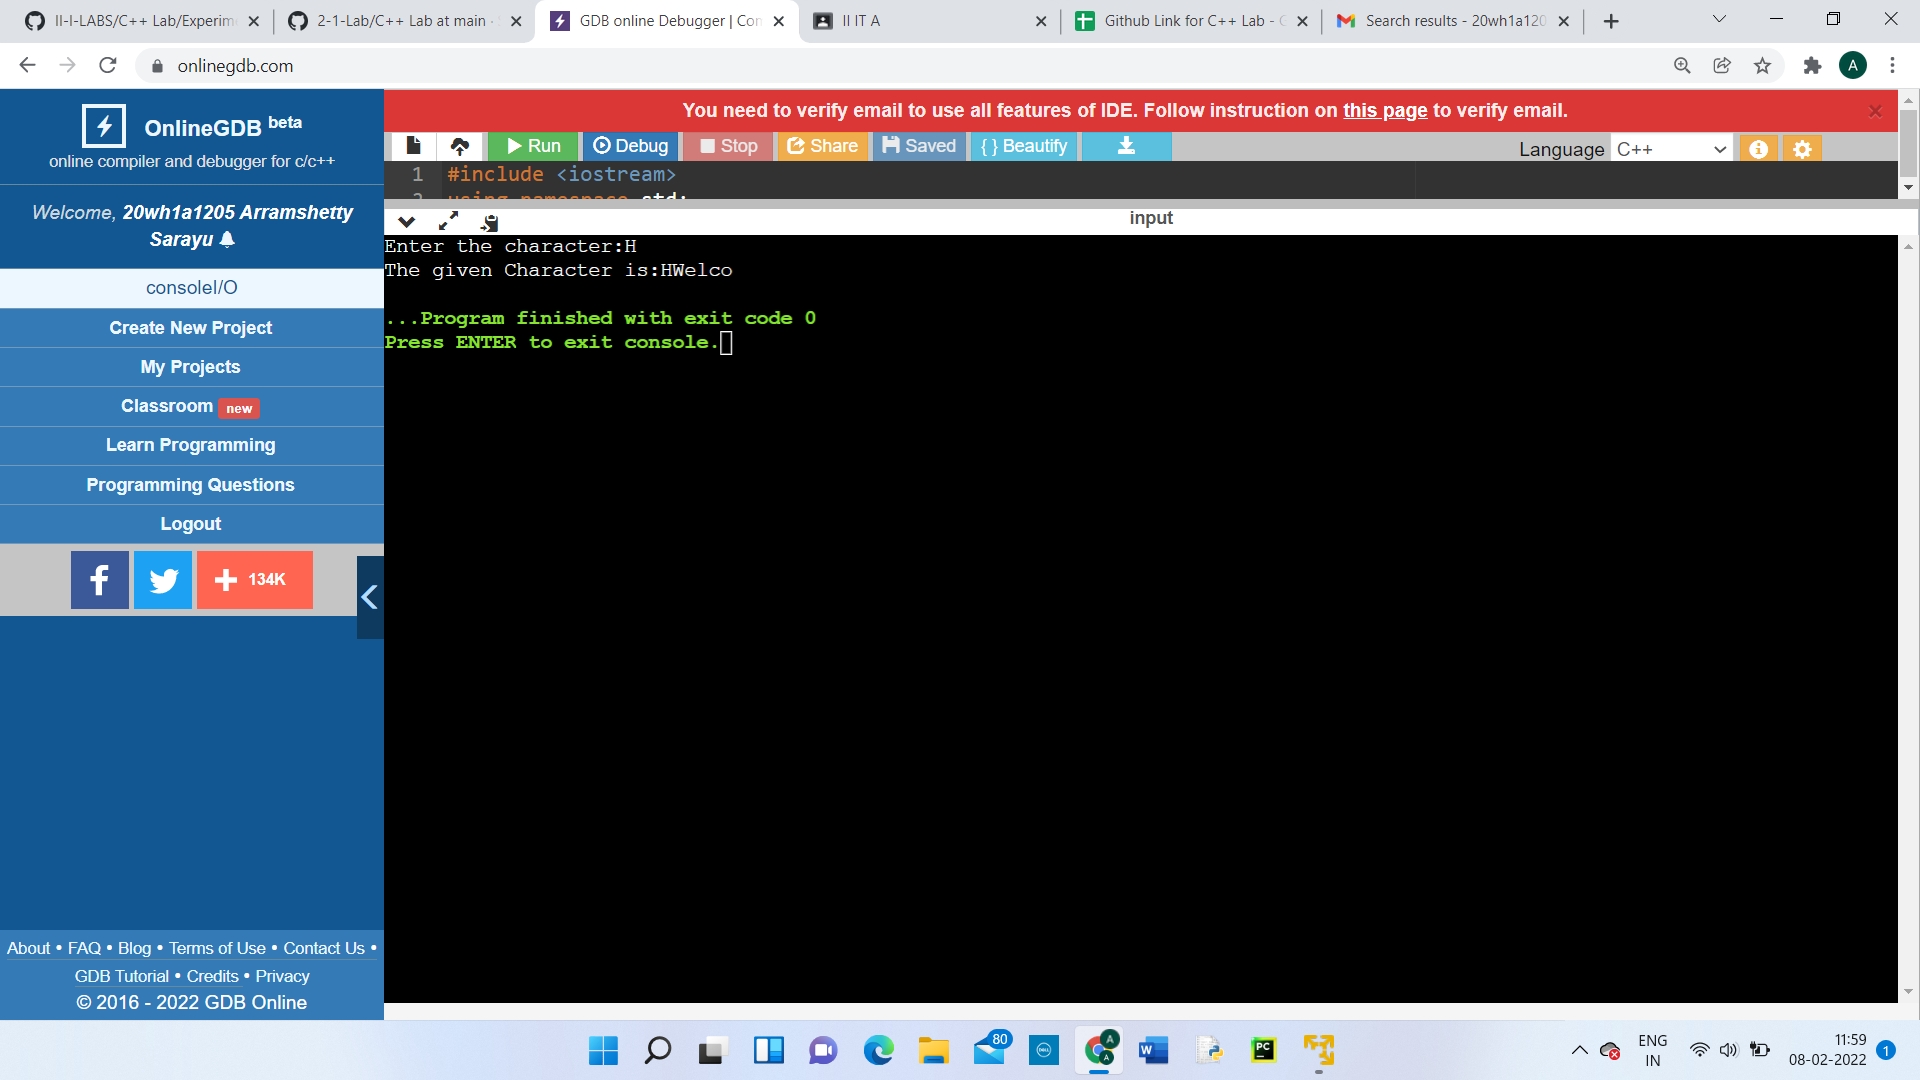 II-I-LABS/C++ Lab/Experim
2-1-Lab/C++ Lab at main ·
GDB online Debugger | Com
II IT A
Github Link for C++ Lab -
Search results - 20wh1a120
onlinegdb.com
A
OnlineGDB beta
online compiler and debugger for c/c++
Welcome, 20wh1a1205 Arramshetty
Sarayu
consoleI/O
Create New Project
My Projects
Classroom new
Learn Programming
Programming Questions
Logout
134K
About • FAQ • Blog • Terms of Use • Contact Us •
GDB Tutorial • Credits • Privacy
© 2016 - 2022 GDB Online
You need to verify email to use all features of IDE. Follow instruction on this page to verify email.
Run
Debug
Stop
Share
Saved
{ } Beautify
Language C++
1 #include <iostream>
2 using namespace std;
input
Enter the character:H
The given Character is:HWelco
...Program finished with exit code 0
Press ENTER to exit console.
80
A
A
W
PC
ENG
IN
11:59
08-02-2022
1